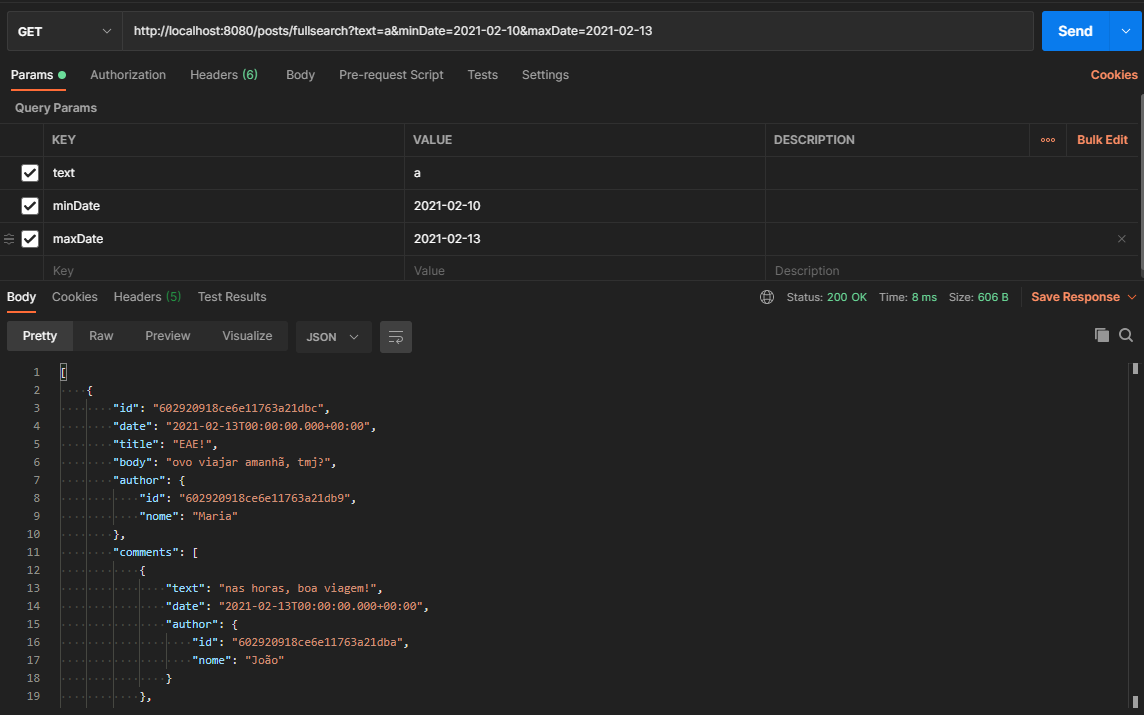 GET http://localhost:8080/posts/fullsearch?text=a&minDate=2021-02-10&maxDate=2021-02-13 Send
Params Authorization Headers (6) Body Pre-request Script Tests Settings Cookies
Query Params
KEY VALUE DESCRIPTION Bulk Edit
text a
minDate 2021-02-10
maxDate 2021-02-13
Key Value Description
Body Cookies Headers (5) Test Results Status: 200 OK Time: 8 ms Size: 606 B Save Response
Pretty Raw Preview Visualize JSON
1 [
2 {
3 "id": "602920918ce6e11763a21dbc",
4 "date": "2021-02-13T00:00:00.000+00:00",
5 "title": "EAE!",
6 "body": "ovo viajar amanhã, tmj?",
7 "author": {
8 "id": "602920918ce6e11763a21db9",
9 "nome": "Maria"
10 },
11 "comments": [
12 {
13 "text": "nas horas, boa viagem!",
14 "date": "2021-02-13T00:00:00.000+00:00",
15 "author": {
16 "id": "602920918ce6e11763a21dba",
17 "nome": "João"
18 }
19 },